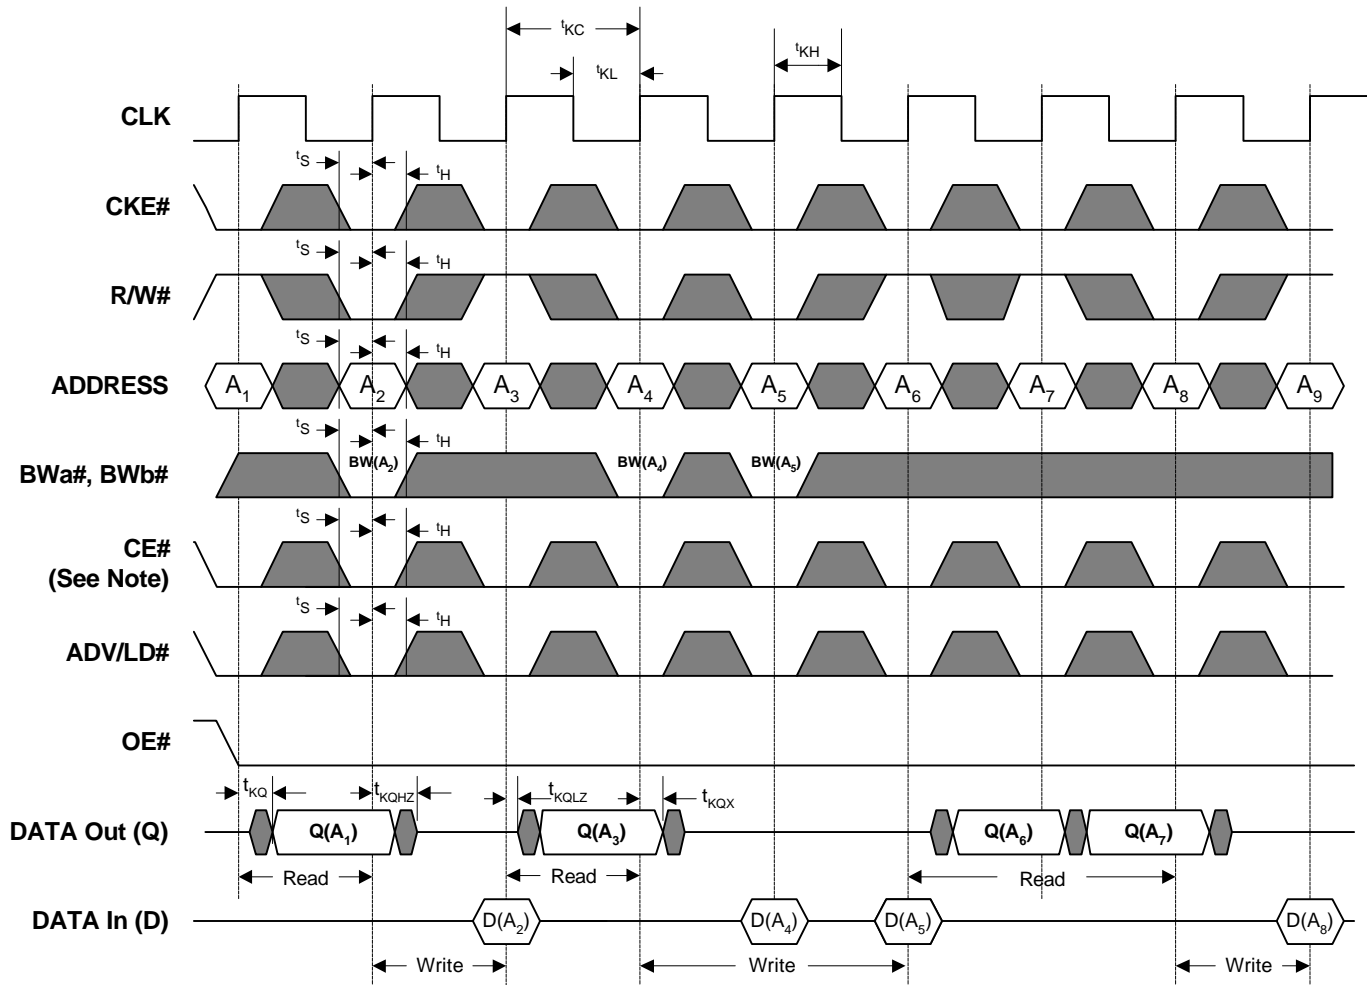 tKC
tKL
tKH
CLK
tS
tH
CKE#
tS
tH
R/W#
tS
tH
ADDRESS
A1 A2 A3 A4 A5 A6 A7 A8 A9
tS
tH
BWa#, BWb#
BW(A2) BW(A4) BW(A5)
tS
tH
CE#
(See Note)
tS
tH
ADV/LD#
OE#
tKQ tKQHZ tKQLZ tKQX
DATA Out (Q)
Q(A1) Q(A3) Q(A6) Q(A7)
Read Read Read
DATA In (D)
D(A2) D(A4) D(A5) D(A8)
Write Write Write